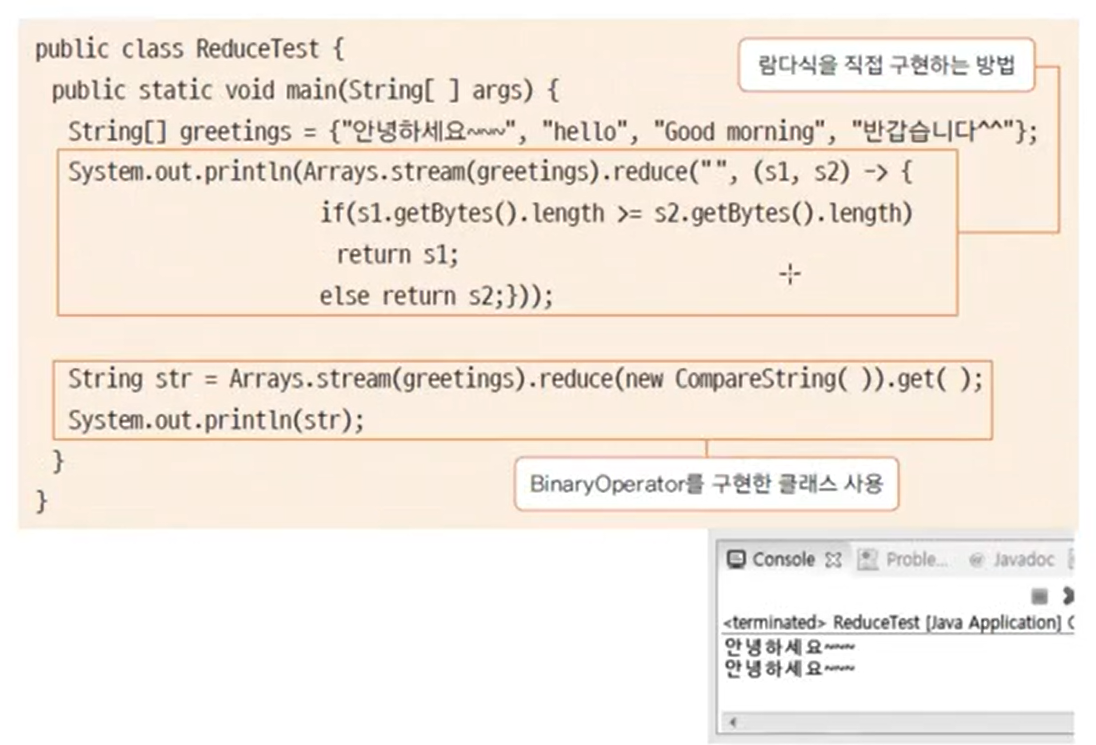 public class ReduceTest {
람다식을 직접 구현하는 방법
public static void main(String[ ] args) {
String[] greetings = {"안녕하세요~~~", "hello", "Good morning", "반갑습니다^^"};
System.out.println(Arrays.stream(greetings).reduce("", (s1, s2) -> {
if(s1.getBytes().length >= s2.getBytes().length)
return s1;
else return s2;}));
String str = Arrays.stream(greetings).reduce(new CompareString( )).get( );
System.out.println(str);
}
BinaryOperator를 구현한 클래스 사용
}
Console Proble... @ Javadoc
<terminated> ReduceTest [Java Application] C
안녕하세요~~~
안녕하세요~~~